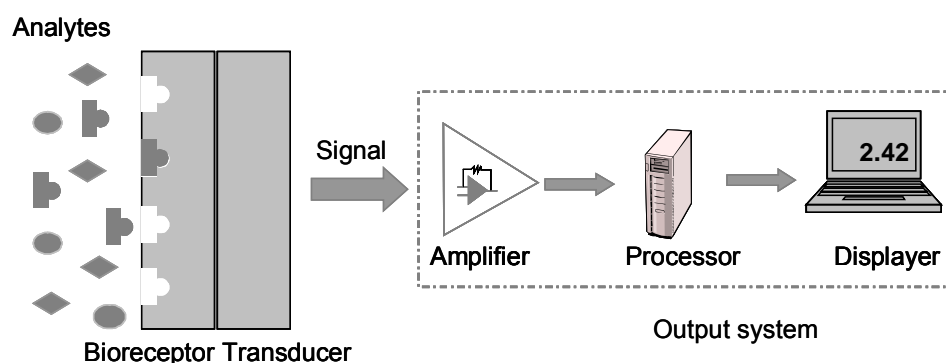 Analytes
Signal
2.42
Amplifier
Processor
Displayer
Output system
Bioreceptor Transducer